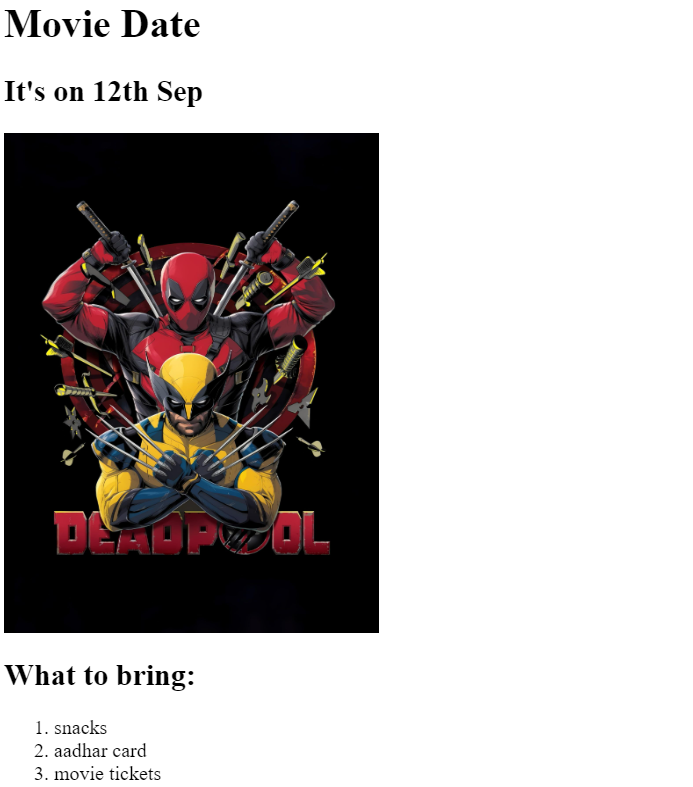 Movie Date
It's on 12th Sep
DEADPOOL
What to bring:
1. snacks
2. aadhar card
3. movie tickets